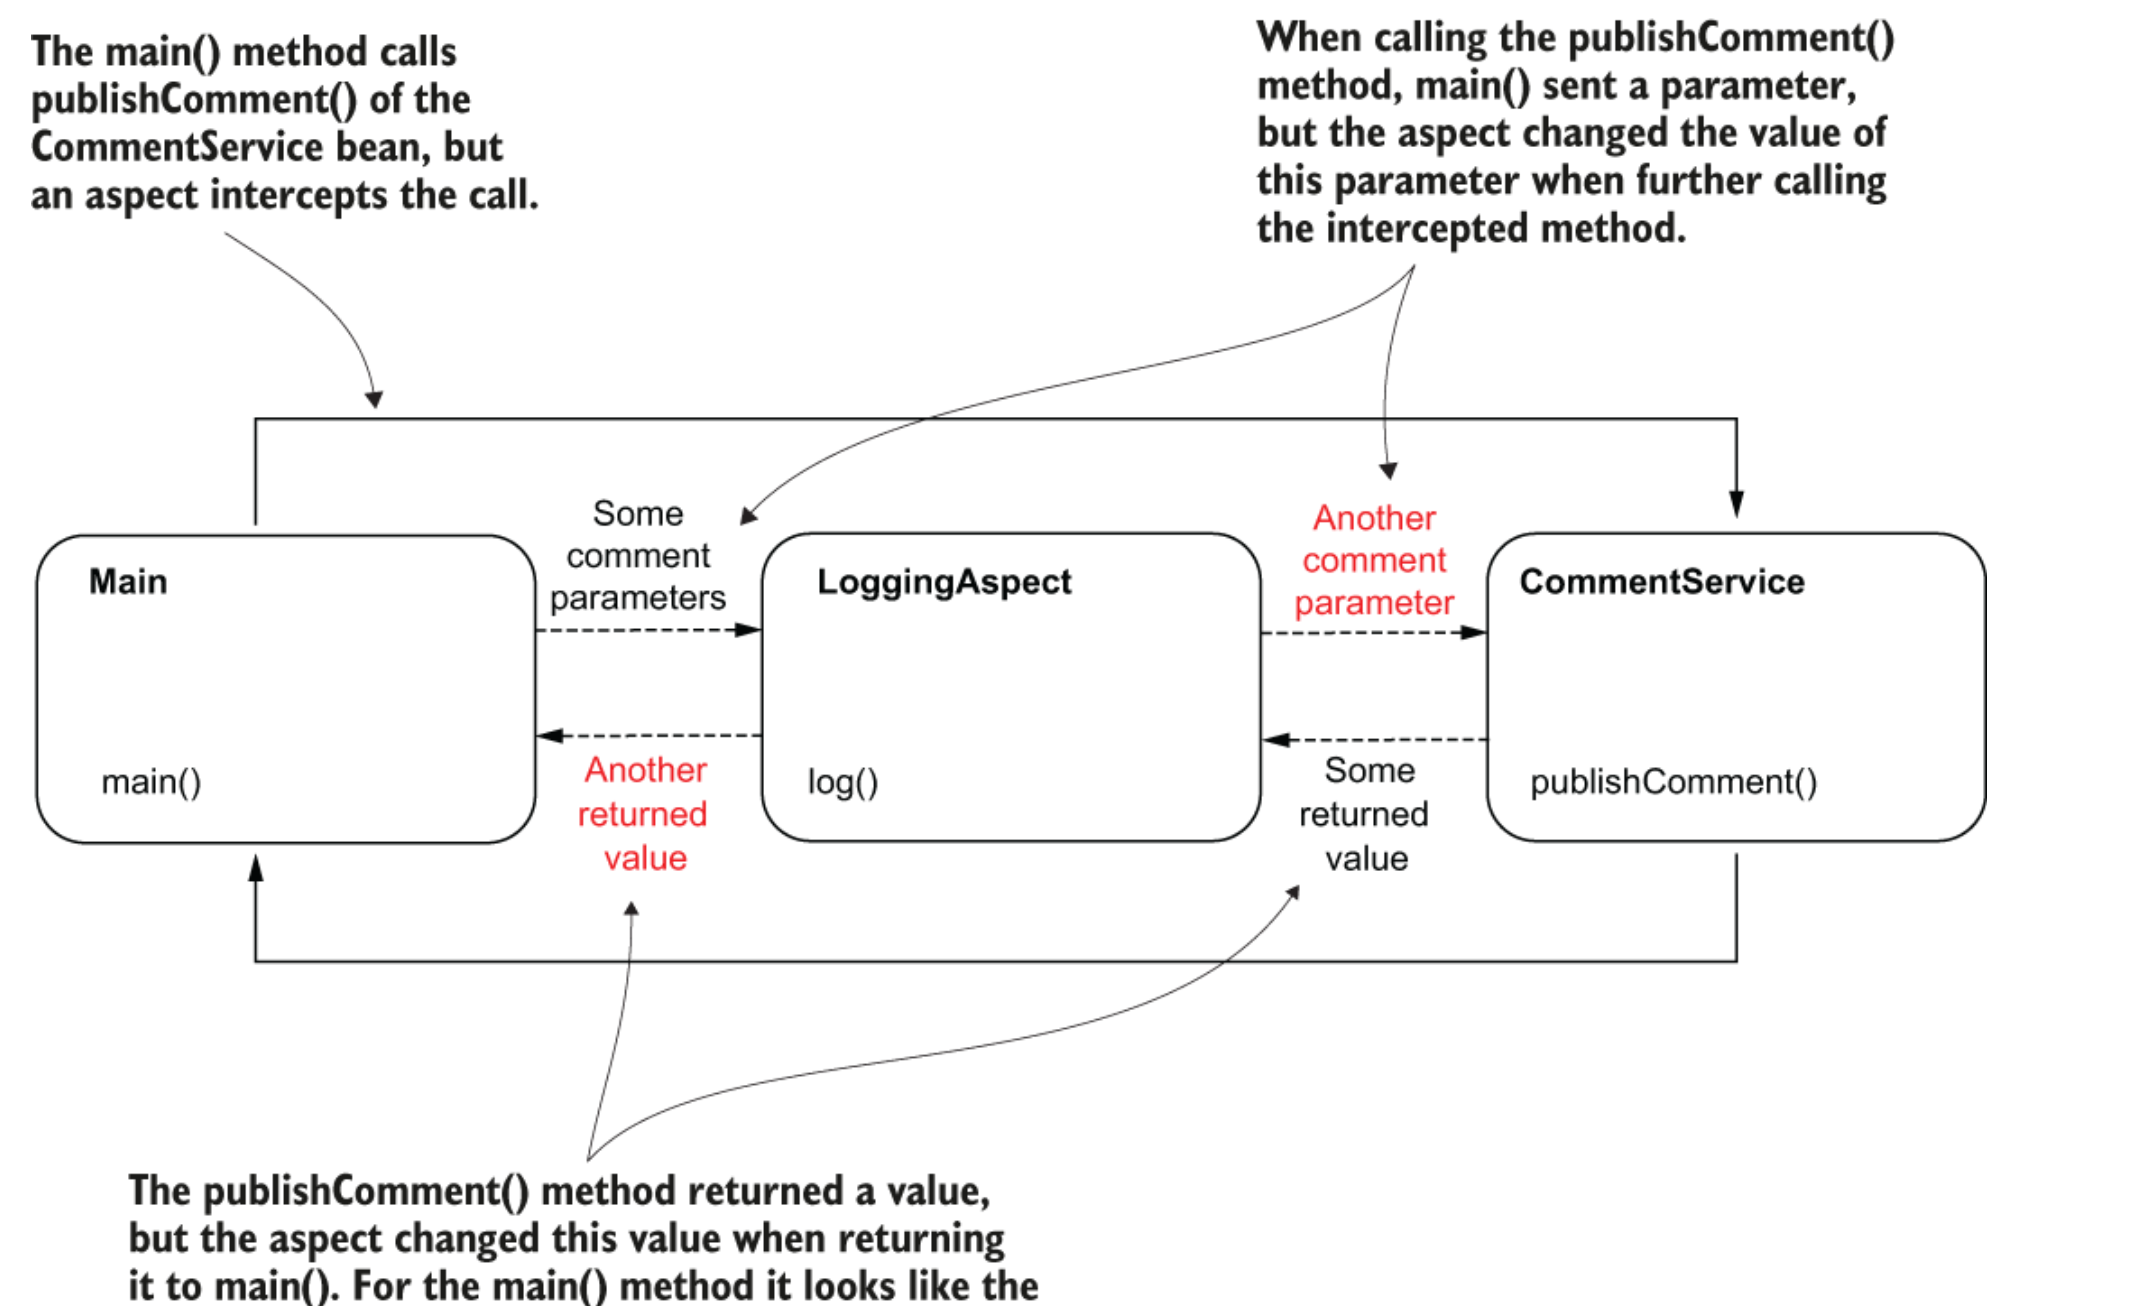 The main() method calls
publishComment() of the
CommentService bean, but
an aspect intercepts the call.
When calling the publishComment()
method, main() sent a parameter,
but the aspect changed the value of
this parameter when further calling
the intercepted method.
Some
comment
parameters
Another
comment
parameter
Main
LoggingAspect
CommentService
main()
log()
publishComment()
Another
returned
value
Some
returned
value
The publishComment() method returned a value,
but the aspect changed this value when returning
it to main(). For the main() method it looks like the